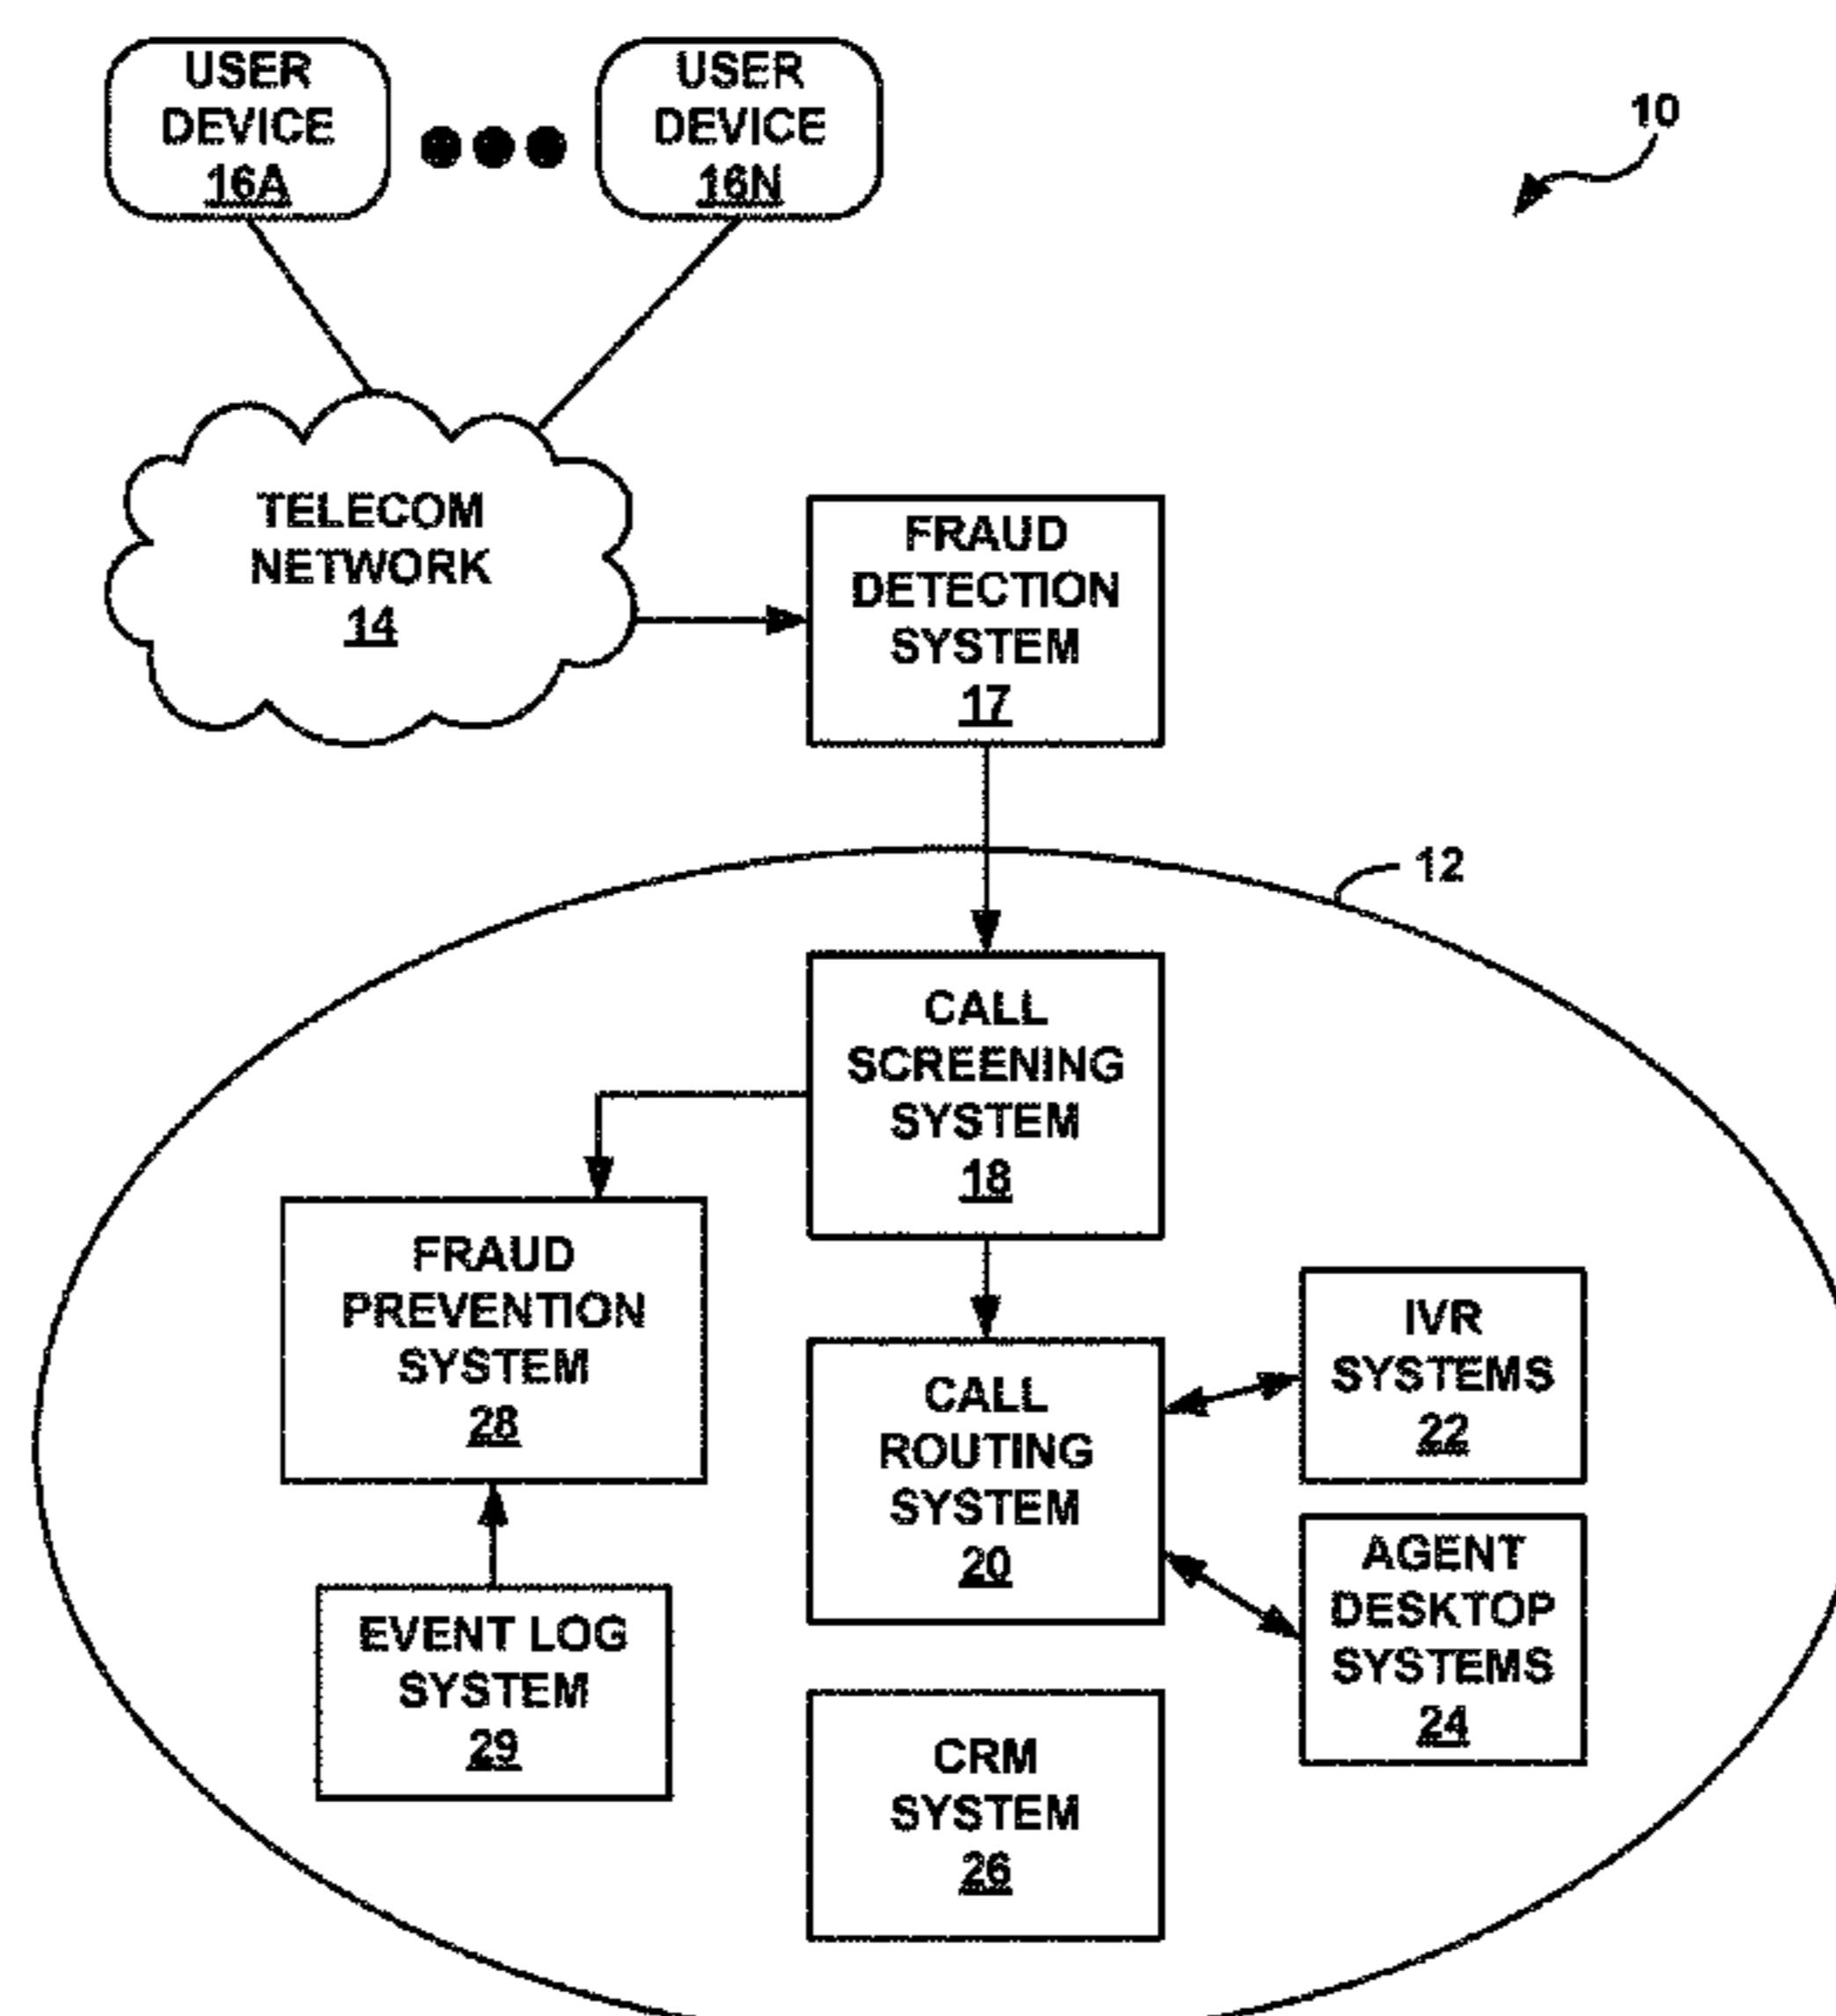 USER
DEVICE
16A
USER
DEVICE
16N
10
TELECOM
NETWORK
14
FRAUD
DETECTION
SYSTEM
17
12
CALL
SCREENING
SYSTEM
18
FRAUD
PREVENTION
SYSTEM
28
IVR
SYSTEMS
22
CALL
ROUTING
SYSTEM
20
AGENT
DESKTOP
SYSTEMS
24
EVENT LOG
SYSTEM
29
CRM
SYSTEM
26